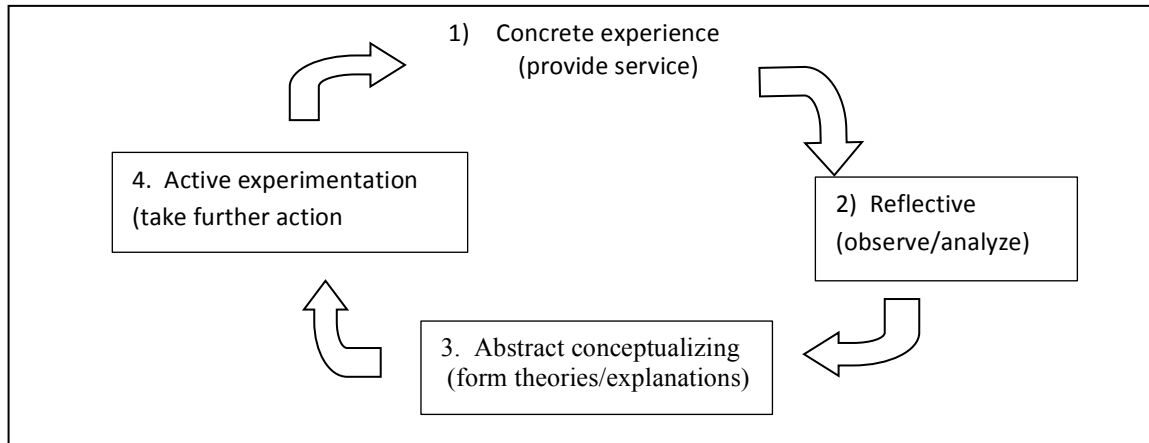 1) Concrete experience
(provide service)
2) Reflective
(observe/analyze)
3. Abstract conceptualizing
(form theories/explanations)
4. Active experimentation
(take further action